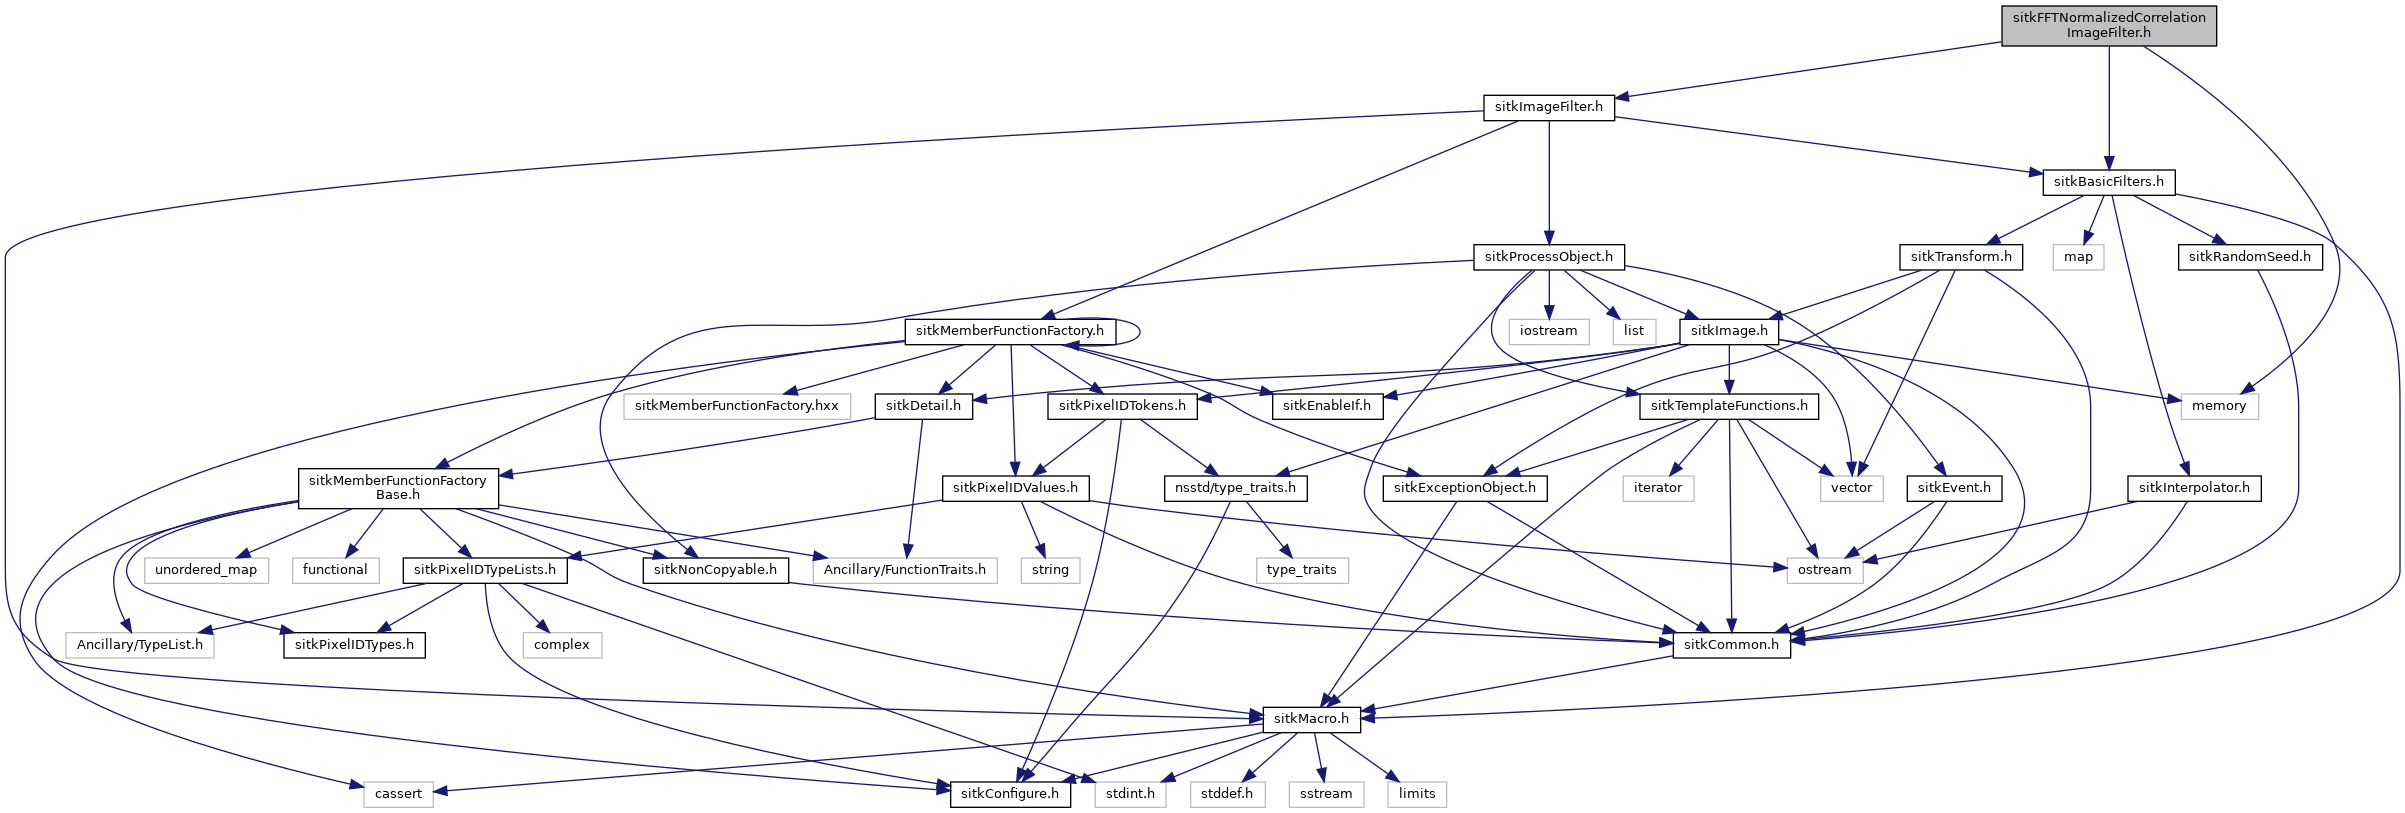 sitkFFTNormalizedCorrelation
ImageFilter.h
sitkImageFilter.h
sitkBasicFilters.h
sitkProcessObject.h
sitkTransform.h
map
sitkRandomSeed.h
sitkMemberFunctionFactory.h
iostream
list
sitkImage.h
sitkMemberFunctionFactory.hxx
sitkDetail.h
sitkPixelIDTokens.h
sitkEnableIf.h
sitkTemplateFunctions.h
memory
sitkMemberFunctionFactory
Base.h
sitkPixelIDValues.h
nsstd/type_traits.h
sitkExceptionObject.h
iterator
vector
sitkEvent.h
sitkInterpolator.h
unordered_map
functional
sitkPixelIDTypeLists.h
sitkNonCopyable.h
Ancillary/FunctionTraits.h
string
type_traits
ostream
Ancillary/TypeList.h
sitkPixelIDTypes.h
complex
sitkCommon.h
sitkMacro.h
cassert
sitkConfigure.h
stdint.h
stddef.h
sstream
limits